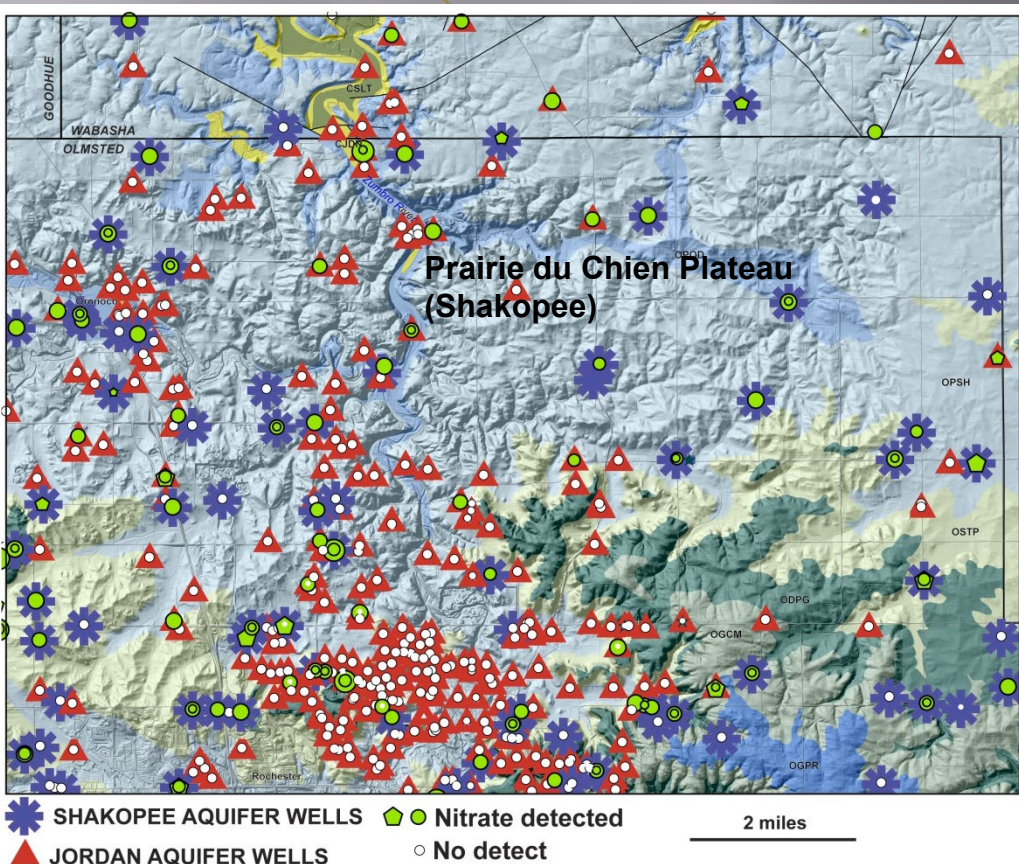 GOODHUE
CSLT
WABASHA
OLMSTED
CJDN
Zumbro River
Prairie du Chien Plateau
OPOD
(Shakopee)
Oronoco
OPSH
OSTP
ODPG
OGCM
OGPR
Rochester
SHAKOPEE AQUIFER WELLS
Nitrate detected
2 miles
JORDAN AQUIFER WELLS
No detect